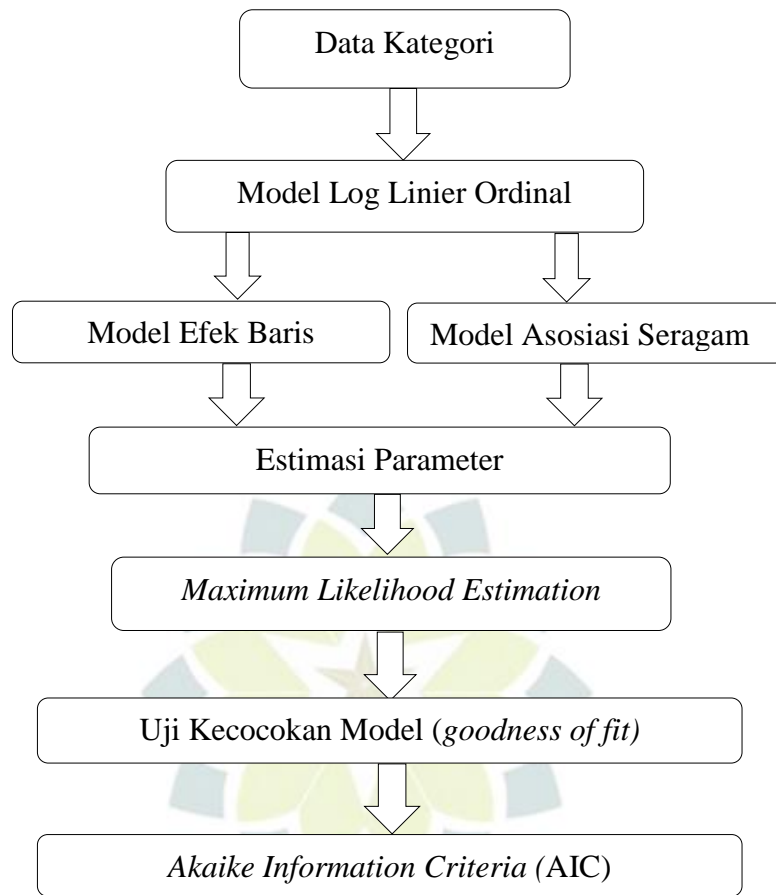 Data Kategori
Model Log Linier Ordinal
Model Efek Baris
Model Asosiasi Seragam
Estimasi Parameter
Maximum Likelihood Estimation
Uji Kecocokan Model (goodness of fit)
Akaike Information Criteria (AIC)